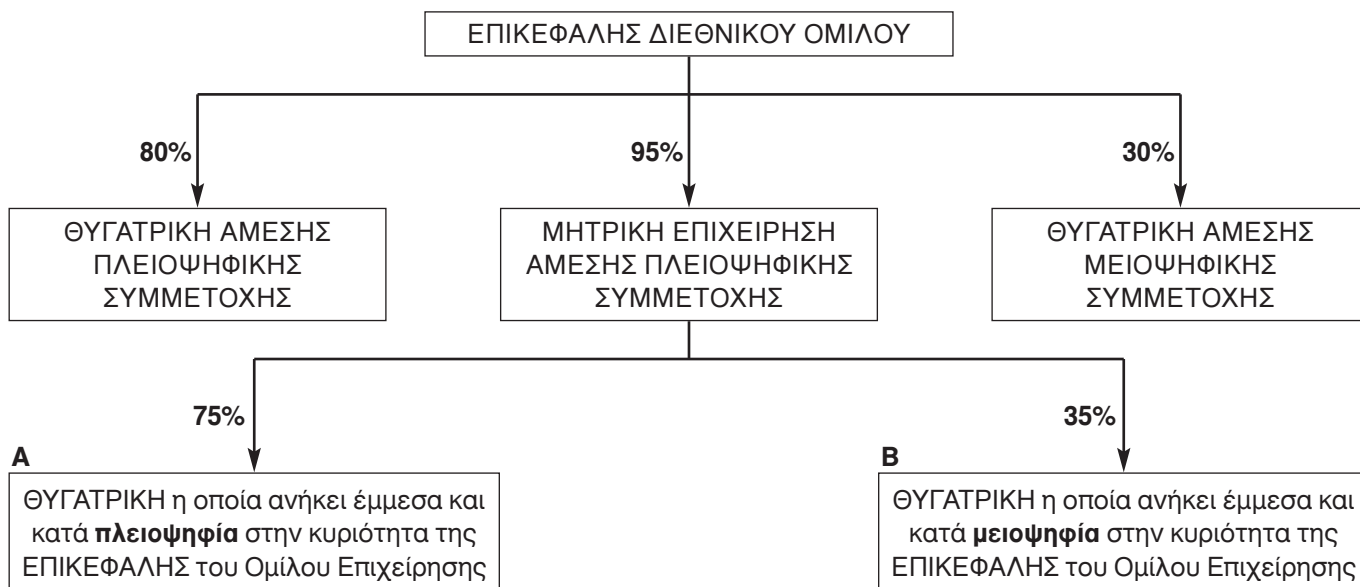 ΕΠΙΚΕΦΑΛΗΣ ΔΙΕΘΝΙΚΟΥ ΟΜΙΛΟΥ
80%
95%
30%
ΘΥΓΑΤΡΙΚΗ ΑΜΕΣΗΣ
ΠΛΕΙΟΨΗΦΙΚΗΣ
ΣΥΜΜΕΤΟΧΗΣ
ΜΗΤΡΙΚΗ ΕΠΙΧΕΙΡΗΣΗ
ΑΜΕΣΗΣ ΠΛΕΙΟΨΗΦΙΚΗΣ
ΣΥΜΜΕΤΟΧΗΣ
ΘΥΓΑΤΡΙΚΗ ΑΜΕΣΗΣ
ΜΕΙΟΨΗΦΙΚΗΣ
ΣΥΜΜΕΤΟΧΗΣ
75%
35%
A
ΘΥΓΑΤΡΙΚΗ η οποία ανήκει έμμεσα και
κατά πλειοψηφία στην κυριότητα της
ΕΠΙΚΕΦΑΛΗΣ του Ομίλου Επιχείρησης
B
ΘΥΓΑΤΡΙΚΗ η οποία ανήκει έμμεσα και
κατά μειοψηφία στην κυριότητα της
ΕΠΙΚΕΦΑΛΗΣ του Ομίλου Επιχείρησης